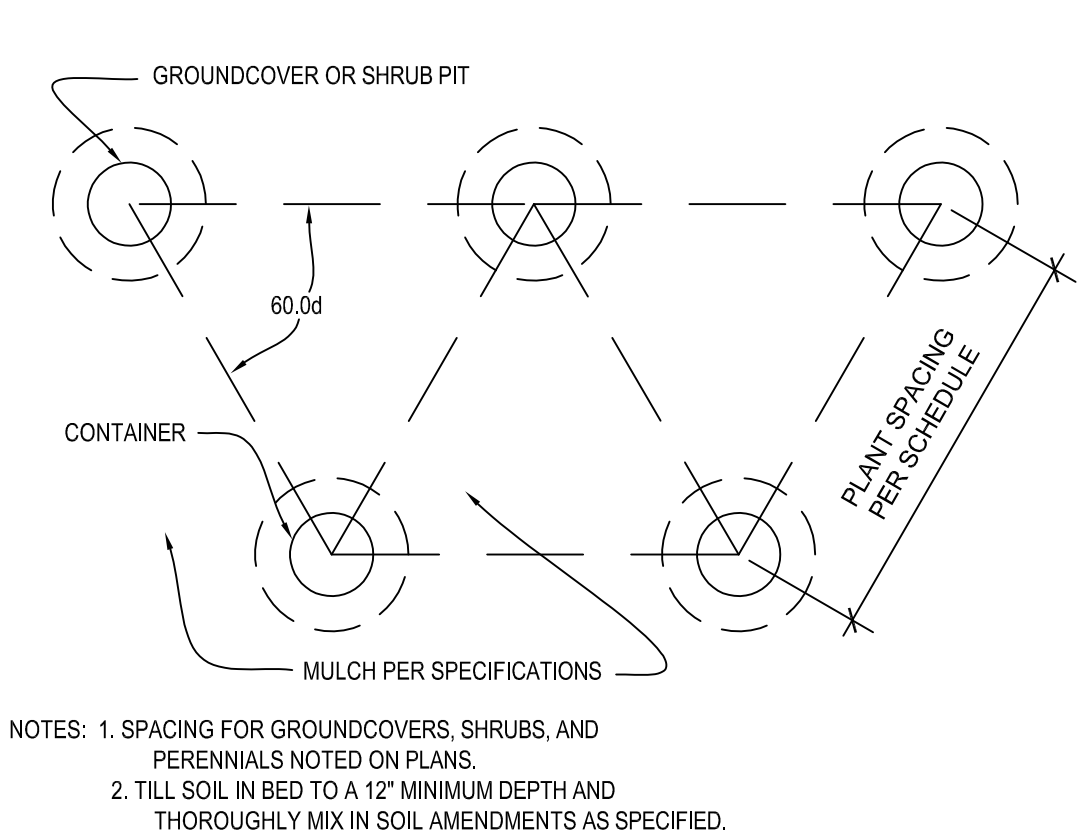 GROUNDCOVER OR SHRUB PIT
60.0d
PLANT SPACING
PER SCHEDULE
CONTAINER
MULCH PER SPECIFICATIONS
NOTES: 1. SPACING FOR GROUNDCOVERS, SHRUBS, AND
PERENNIALS NOTED ON PLANS.
2. TILL SOIL IN BED TO A 12" MINIMUM DEPTH AND
THOROUGHLY MIX IN SOIL AMENDMENTS AS SPECIFIED.